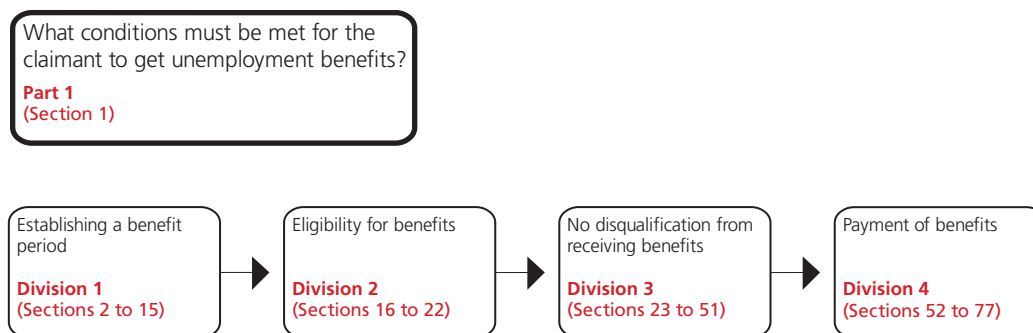 What conditions must be met for the
claimant to get unemployment benefits?
Part 1
(Section 1)
Establishing a benefit
period
Division 1
(Sections 2 to 15)
Eligibility for benefits
Division 2
(Sections 16 to 22)
No disqualification from
receiving benefits
Division 3
(Sections 23 to 51)
Payment of benefits
Division 4
(Sections 52 to 77)